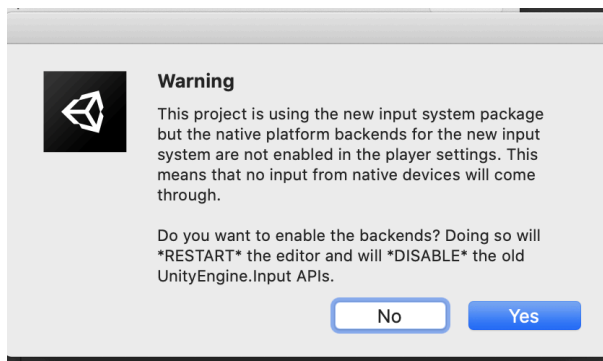 Warning
This project is using the new input system package
but the native platform backends for the new input
system are not enabled in the player settings. This
means that no input from native devices will come
through.
Do you want to enable the backends? Doing so will
*RESTART* the editor and will *DISABLE* the old
UnityEngine.Input APIs.
No
Yes